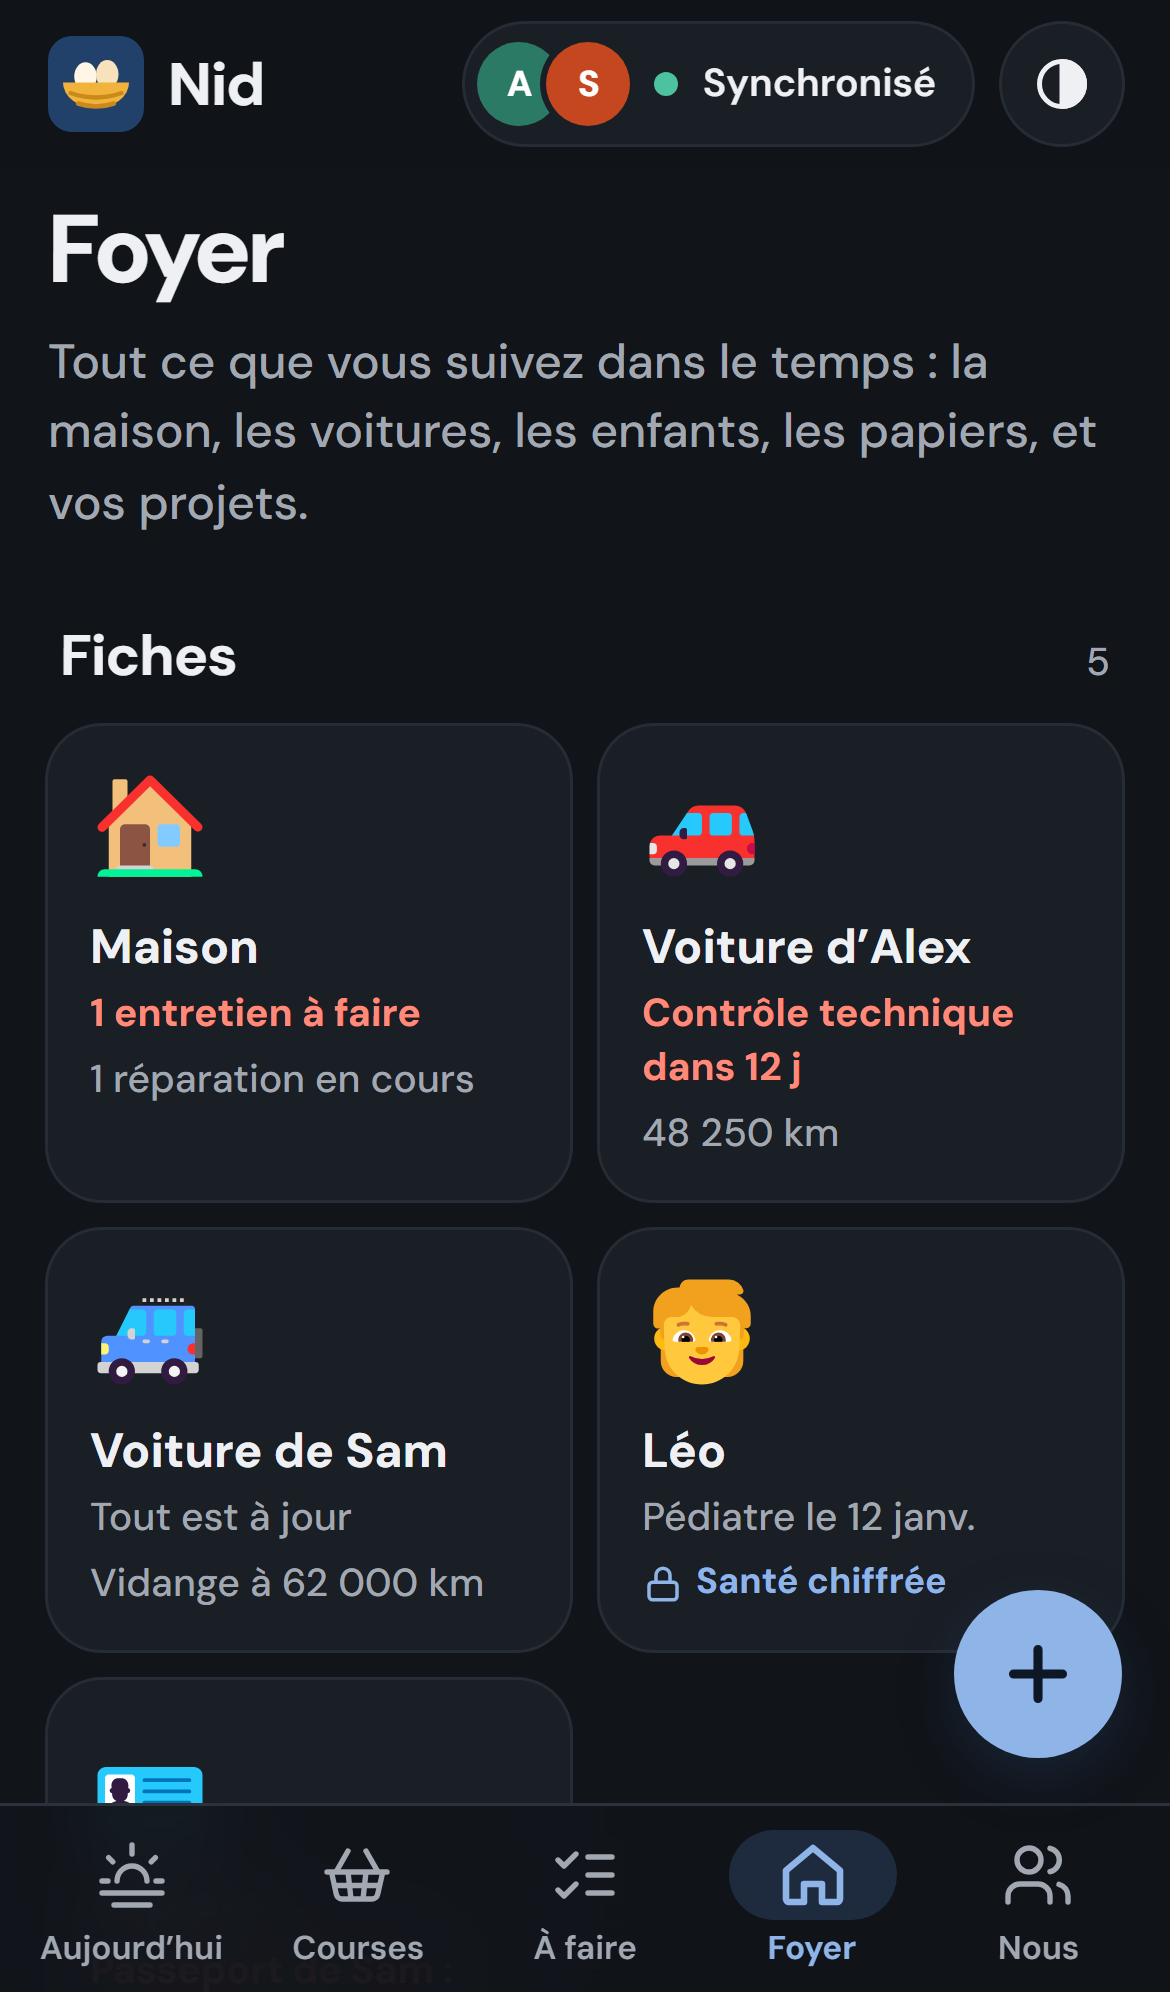 Nid
A
S
Synchronisé
Foyer
Tout ce que vous suivez dans le temps : la
maison, les voitures, les enfants, les papiers, et
vos projets.
Fiches
5
Maison
1 entretien à faire
1 réparation en cours
Voiture d’Alex
Contrôle technique
dans 12 j
48 250 km
Voiture de Sam
Tout est à jour
Vidange à 62 000 km
Léo
Pédiatre le 12 janv.
Santé chiffrée
Aujourd’hui
Courses
À faire
Foyer
Nous
Passeport de Sam :